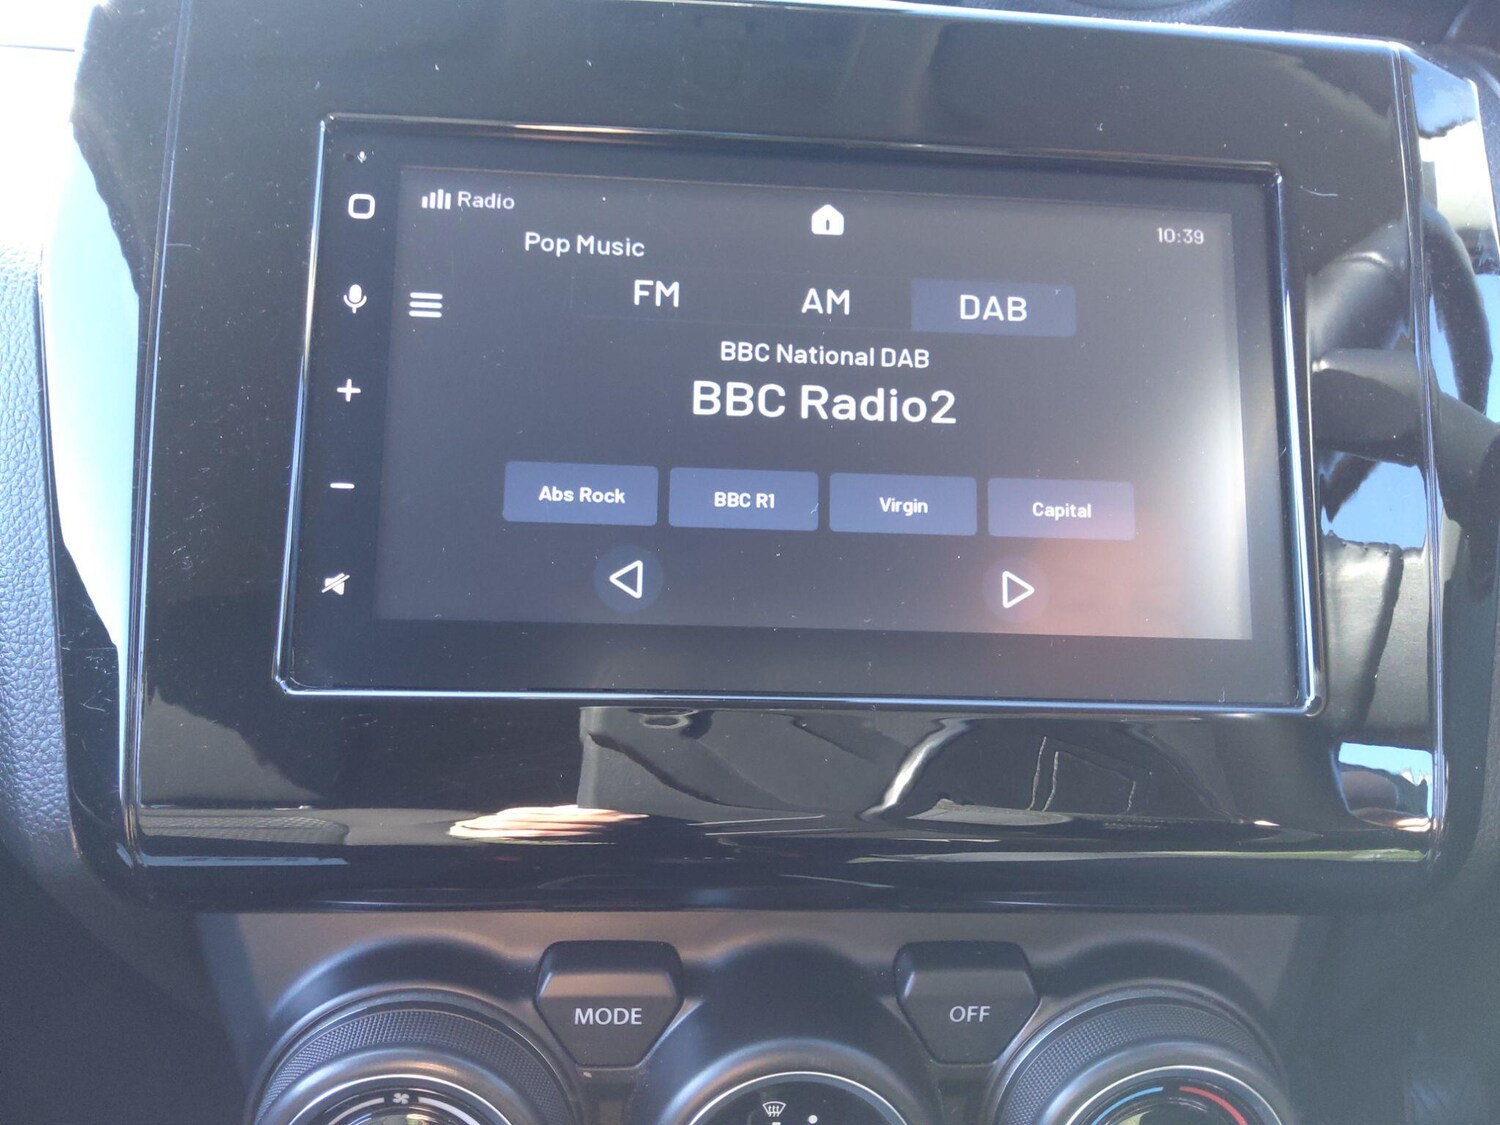 Radio
10:39
Pop Music
FM AM DAB
BBC National DAB
BBC Radio2
Abs Rock BBC R1 Virgin Capital
MODE OFF